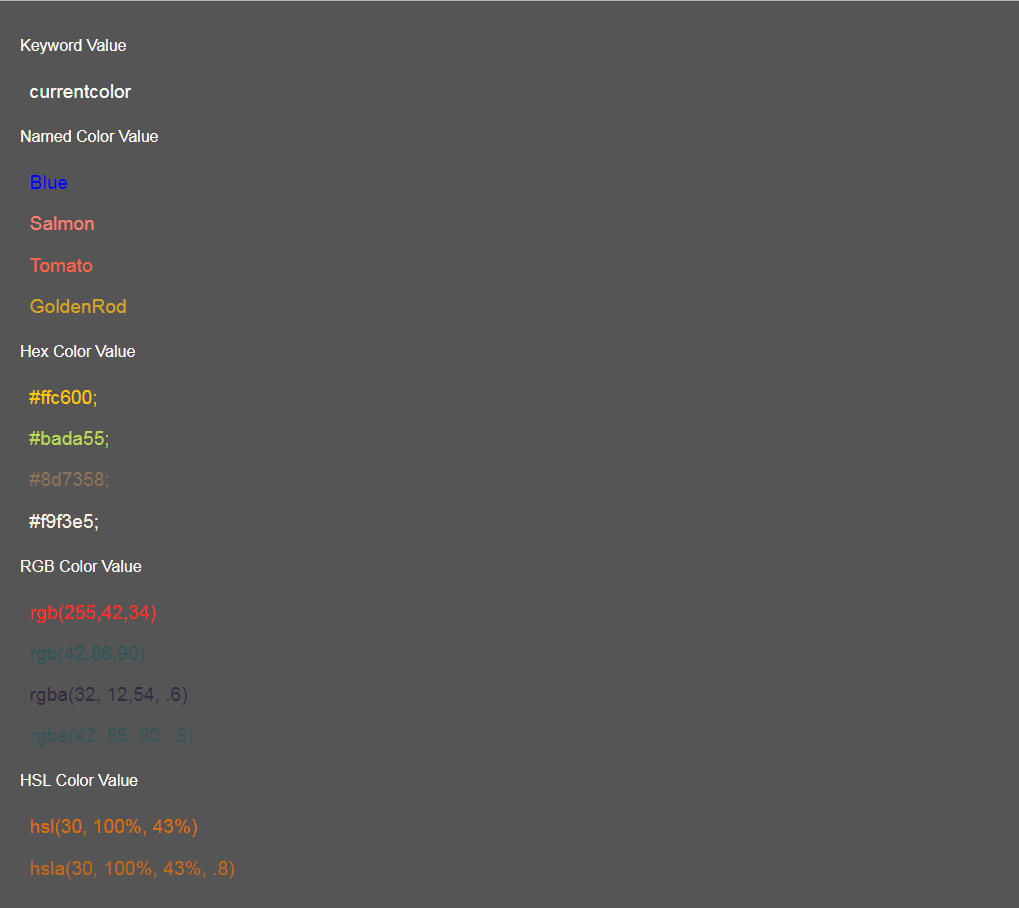 Keyword Value
currentcolor
Named Color Value
Blue
Salmon
Tomato
GoldenRod
Hex Color Value
#ffc600;
#bada55;
#8d7358;
#f9f3e5;
RGB Color Value
rgb(255,42,34)
rgb(42,86,90)
rgba(32, 12,54, .6)
rgba(42, 86, 90, .8)
HSL Color Value
hsl(30, 100%, 43%)
hsla(30, 100%, 43%, .8)